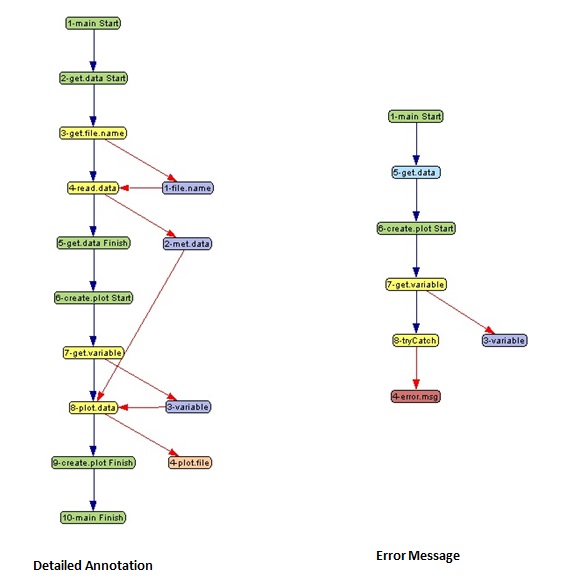 1-main Start
2-get.data Start
3-get.file.name
4-read.data
1-file.name
5-get.data Finish
2-met.data
6-create.plot Start
7-get.variable
8-plot.data
3-variable
9-create.plot Finish
4-plot.file
10-main Finish
Detailed Annotation
1-main Start
5-get.data
6-create.plot Start
7-get.variable
8-tryCatch
3-variable
4-error.msg
Error Message